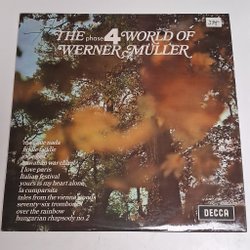 THE phase 4 WORLD OF
WERNER MÜLLER
hawaiian war chant
I love paris
Italian festival
yours is my heart alone
la cumparsita
tales from the vienna woods
seventy-six trombones
over the rainbow
hungarian rhapsody no 2
DECCA